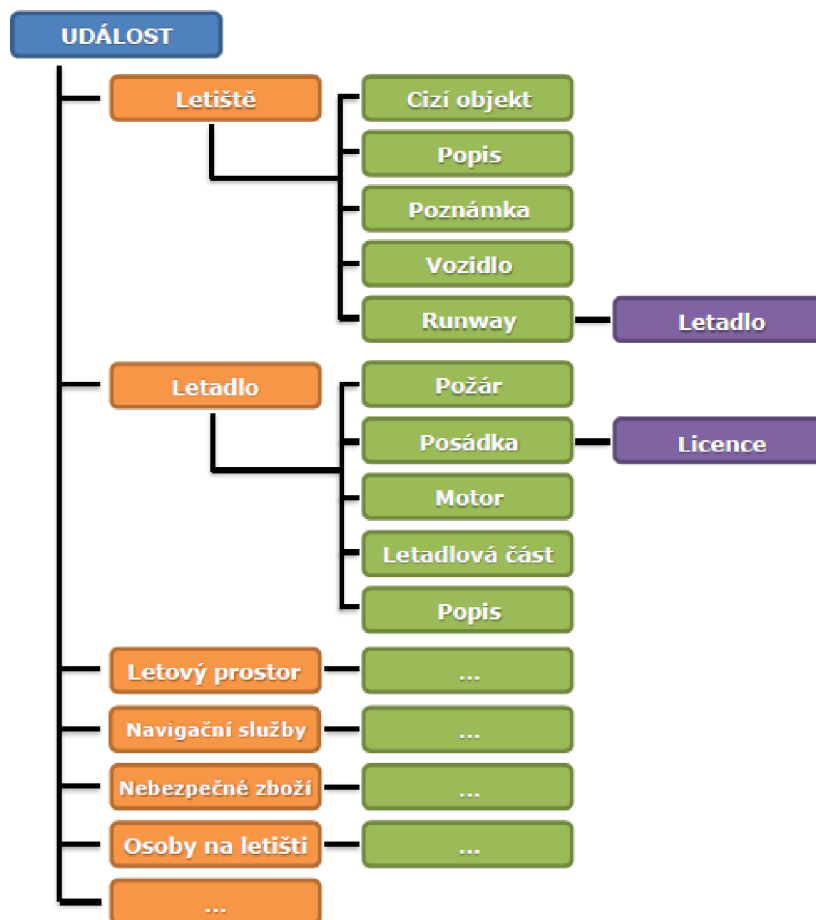 UDÁLOST
Letiště
Cizí objekt
Popis
Poznámka
Vozidlo
Runway
Letadlo
Letadlo
Požár
Posádka
Licence
Motor
Letadlová část
Popis
Letový prostor
...
Navigační služby
...
Nebezpečné zboží
...
Osoby na letišti
...
...